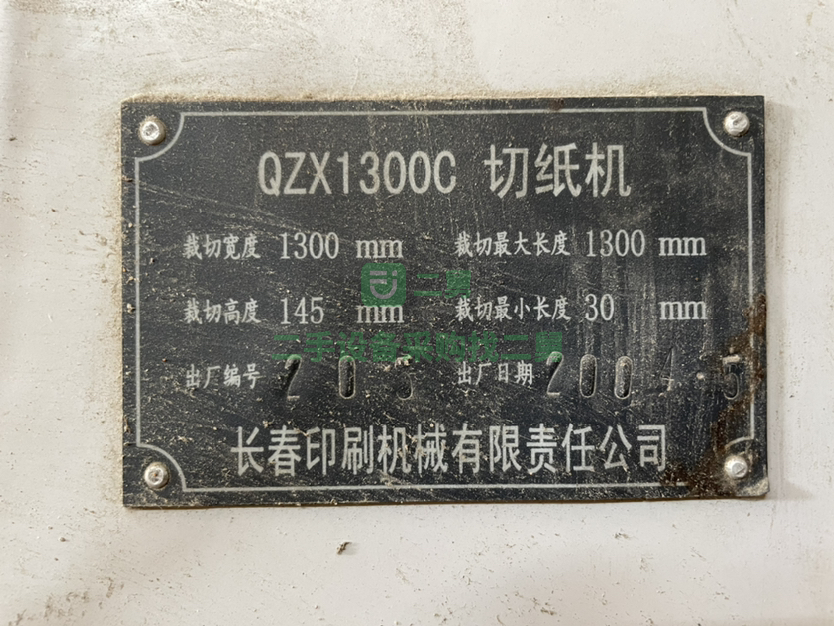 QZX1300C 切纸机
裁切宽度 1300 mm 裁切最大长度 1300 mm
二翼
裁切高度 145 mm 裁切最小长度 30 mm
二手设备采购找二翼
出厂编号 205 出厂日期 2004.5
长春印刷机械有限责任公司